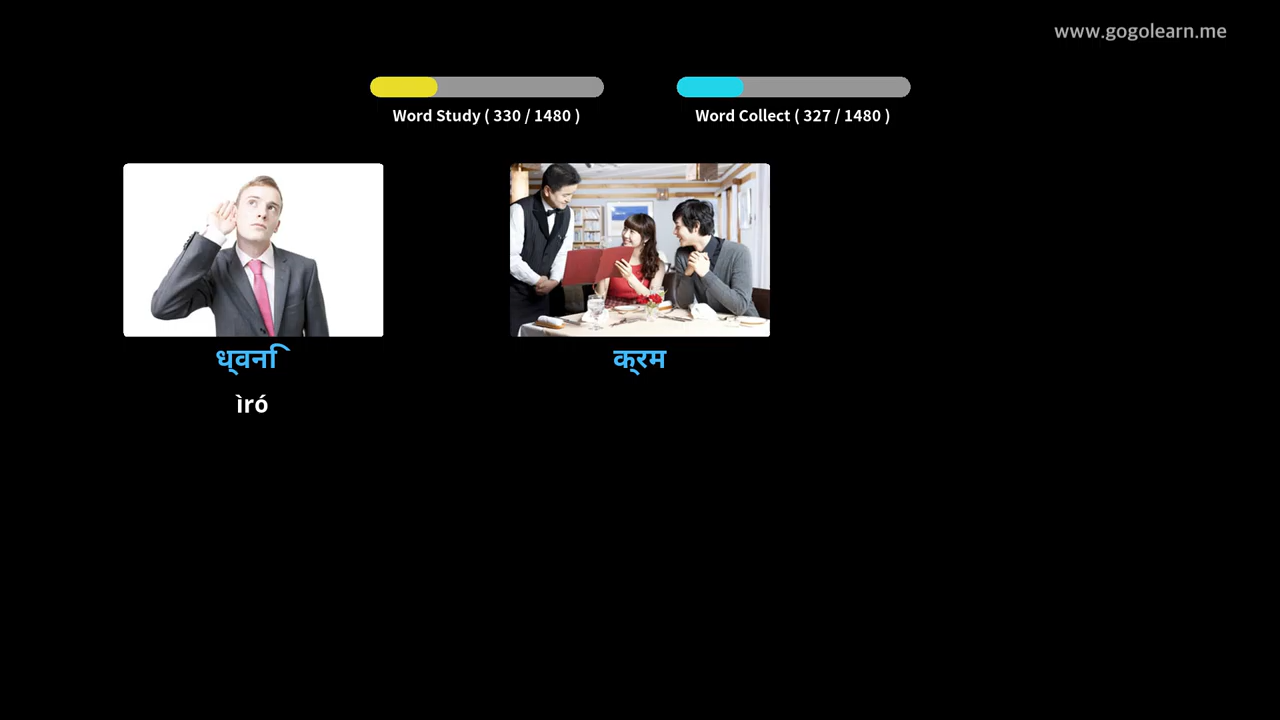 www.gogolearn.me
Word Study ( 330 / 1480 )
Word Collect ( 327 / 1480 )
ध्वनि
क्रम
ìró